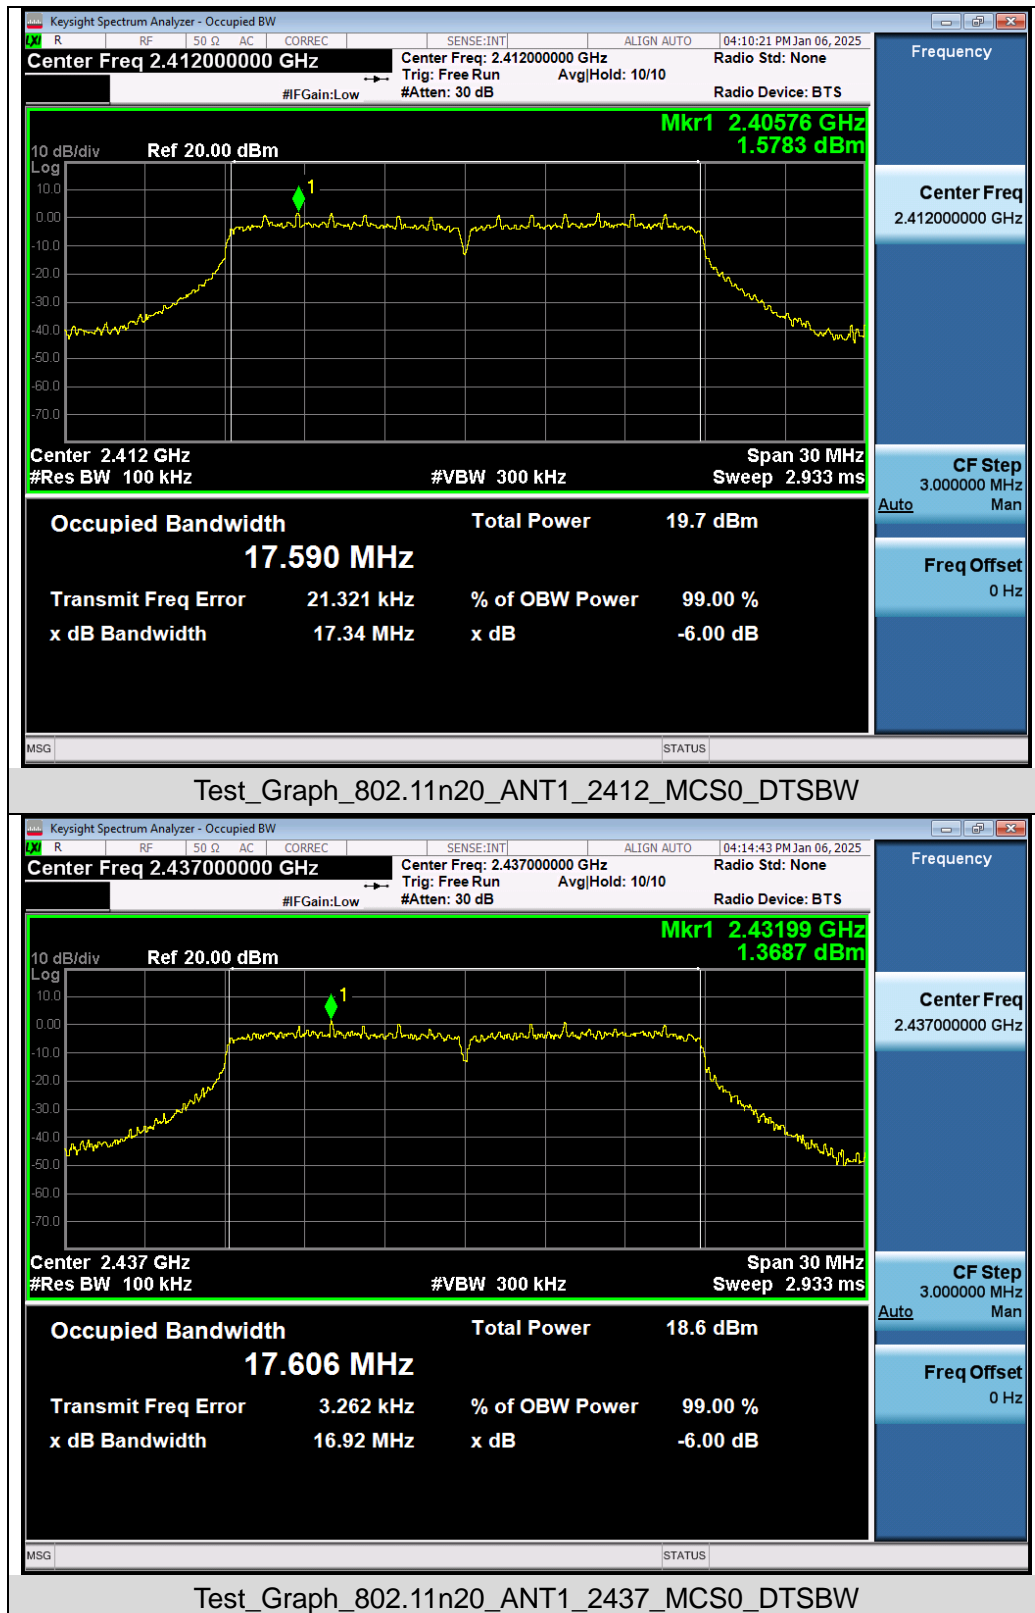 Keysight Spectrum Analyzer - Occupied BW
LXI R RF 50 Ω AC CORREC SENSE:INT ALIGN AUTO 04:10:21 PM Jan 06, 2025
Center Freq 2.412000000 GHz
Center Freq: 2.412000000 GHz Radio Std: None
Trig: Free Run Avg|Hold: 10/10
#IFGain:Low #Atten: 30 dB Radio Device: BTS
Frequency
Mkr1 2.40576 GHz
1.5783 dBm
10 dB/div Ref 20.00 dBm
Log
10.0
0.00
-10.0
-20.0
-30.0
-40.0
-50.0
-60.0
-70.0
1
Center 2.412 GHz Span 30 MHz
#Res BW 100 kHz #VBW 300 kHz Sweep 2.933 ms
Center Freq
2.412000000 GHz
CF Step
3.000000 MHz
Auto Man
Freq Offset
0 Hz
Occupied Bandwidth Total Power 19.7 dBm
17.590 MHz
Transmit Freq Error 21.321 kHz % of OBW Power 99.00 %
x dB Bandwidth 17.34 MHz x dB -6.00 dB
MSG STATUS
Test_Graph_802.11n20_ANT1_2412_MCS0_DTSBW
Keysight Spectrum Analyzer - Occupied BW
LXI R RF 50 Ω AC CORREC SENSE:INT ALIGN AUTO 04:14:43 PM Jan 06, 2025
Center Freq 2.437000000 GHz
Center Freq: 2.437000000 GHz Radio Std: None
Trig: Free Run Avg|Hold: 10/10
#IFGain:Low #Atten: 30 dB Radio Device: BTS
Frequency
Mkr1 2.43199 GHz
1.3687 dBm
10 dB/div Ref 20.00 dBm
Log
10.0
0.00
-10.0
-20.0
-30.0
-40.0
-50.0
-60.0
-70.0
1
Center 2.437 GHz Span 30 MHz
#Res BW 100 kHz #VBW 300 kHz Sweep 2.933 ms
Center Freq
2.437000000 GHz
CF Step
3.000000 MHz
Auto Man
Freq Offset
0 Hz
Occupied Bandwidth Total Power 18.6 dBm
17.606 MHz
Transmit Freq Error 3.262 kHz % of OBW Power 99.00 %
x dB Bandwidth 16.92 MHz x dB -6.00 dB
MSG STATUS
Test_Graph_802.11n20_ANT1_2437_MCS0_DTSBW